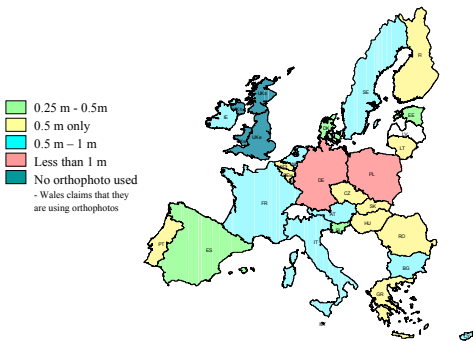 0.25 m - 0.5m
0.5 m only
0.5 m – 1 m
Less than 1 m
No orthophoto used
- Wales claims that they
are using orthophotos
FI
SE
EE
LT
IE
DE
PL
CZ
SK
AT
HU
RO
FR
IT
BG
PT
ES
GR